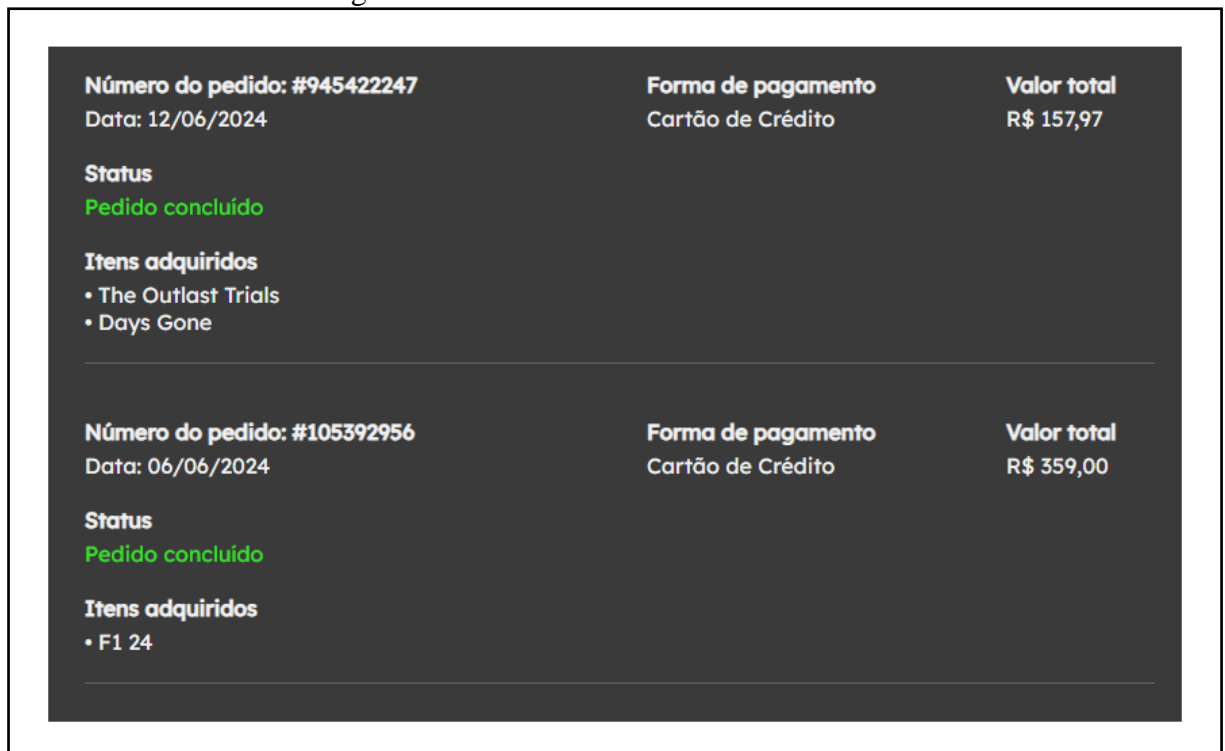 Número do pedido: #945422247
Data: 12/06/2024
Forma de pagamento
Cartão de Crédito
Valor total
R$ 157,97
Status
Pedido concluído
Itens adquiridos
• The Outlast Trials
• Days Gone
Número do pedido: #105392956
Data: 06/06/2024
Forma de pagamento
Cartão de Crédito
Valor total
R$ 359,00
Status
Pedido concluído
Itens adquiridos
• F1 24